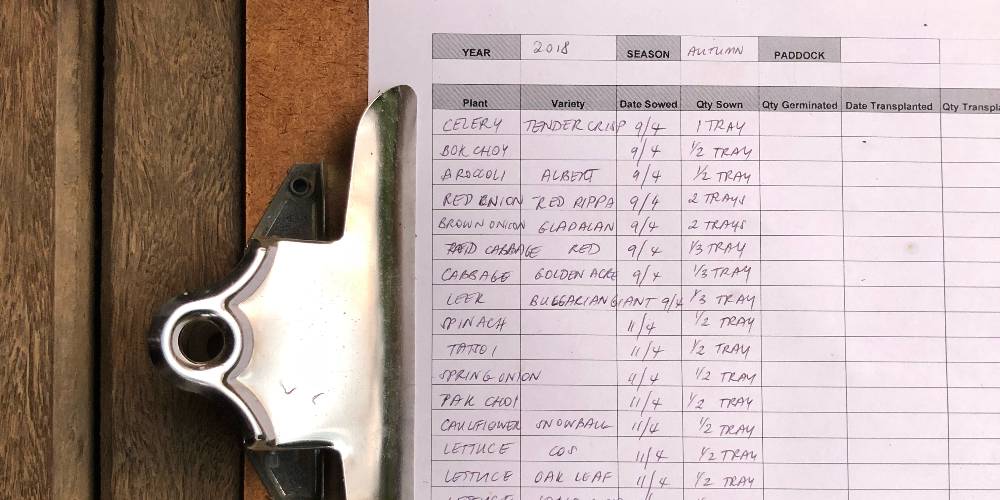 YEAR 2018 SEASON AUTUMN PADDOCK
Plant Variety Date Sowed Qty Sown Qty Germinated Date Transplanted Qty Transpla
CELERY TENDERCRISP 9/4 1 TRAY
BOK CHOY 9/4 1/2 TRAY
BROCCOLI ALBERT 9/4 1/2 TRAY
RED ONION RED RIPPA 9/4 2 TRAYS
BROWN ONION GLADALAN 9/4 2 TRAYS
RED CABBAGE RED 9/4 1/3 TRAY
CABBAGE GOLDEN ACRE 9/4 1/3 TRAY
LEEK BULGARIAN GIANT 9/4 1/3 TRAY
SPINACH 11/4 1/2 TRAY
TATSOI 11/4 1/2 TRAY
SPRING ONION 11/4 1/2 TRAY
PAK CHOI 11/4 1/2 TRAY
CAULIFLOWER SNOWBALL 11/4 1/2 TRAY
LETTUCE COS 11/4 1/2 TRAY
LETTUCE OAK LEAF 11/4 1/2 TRAY